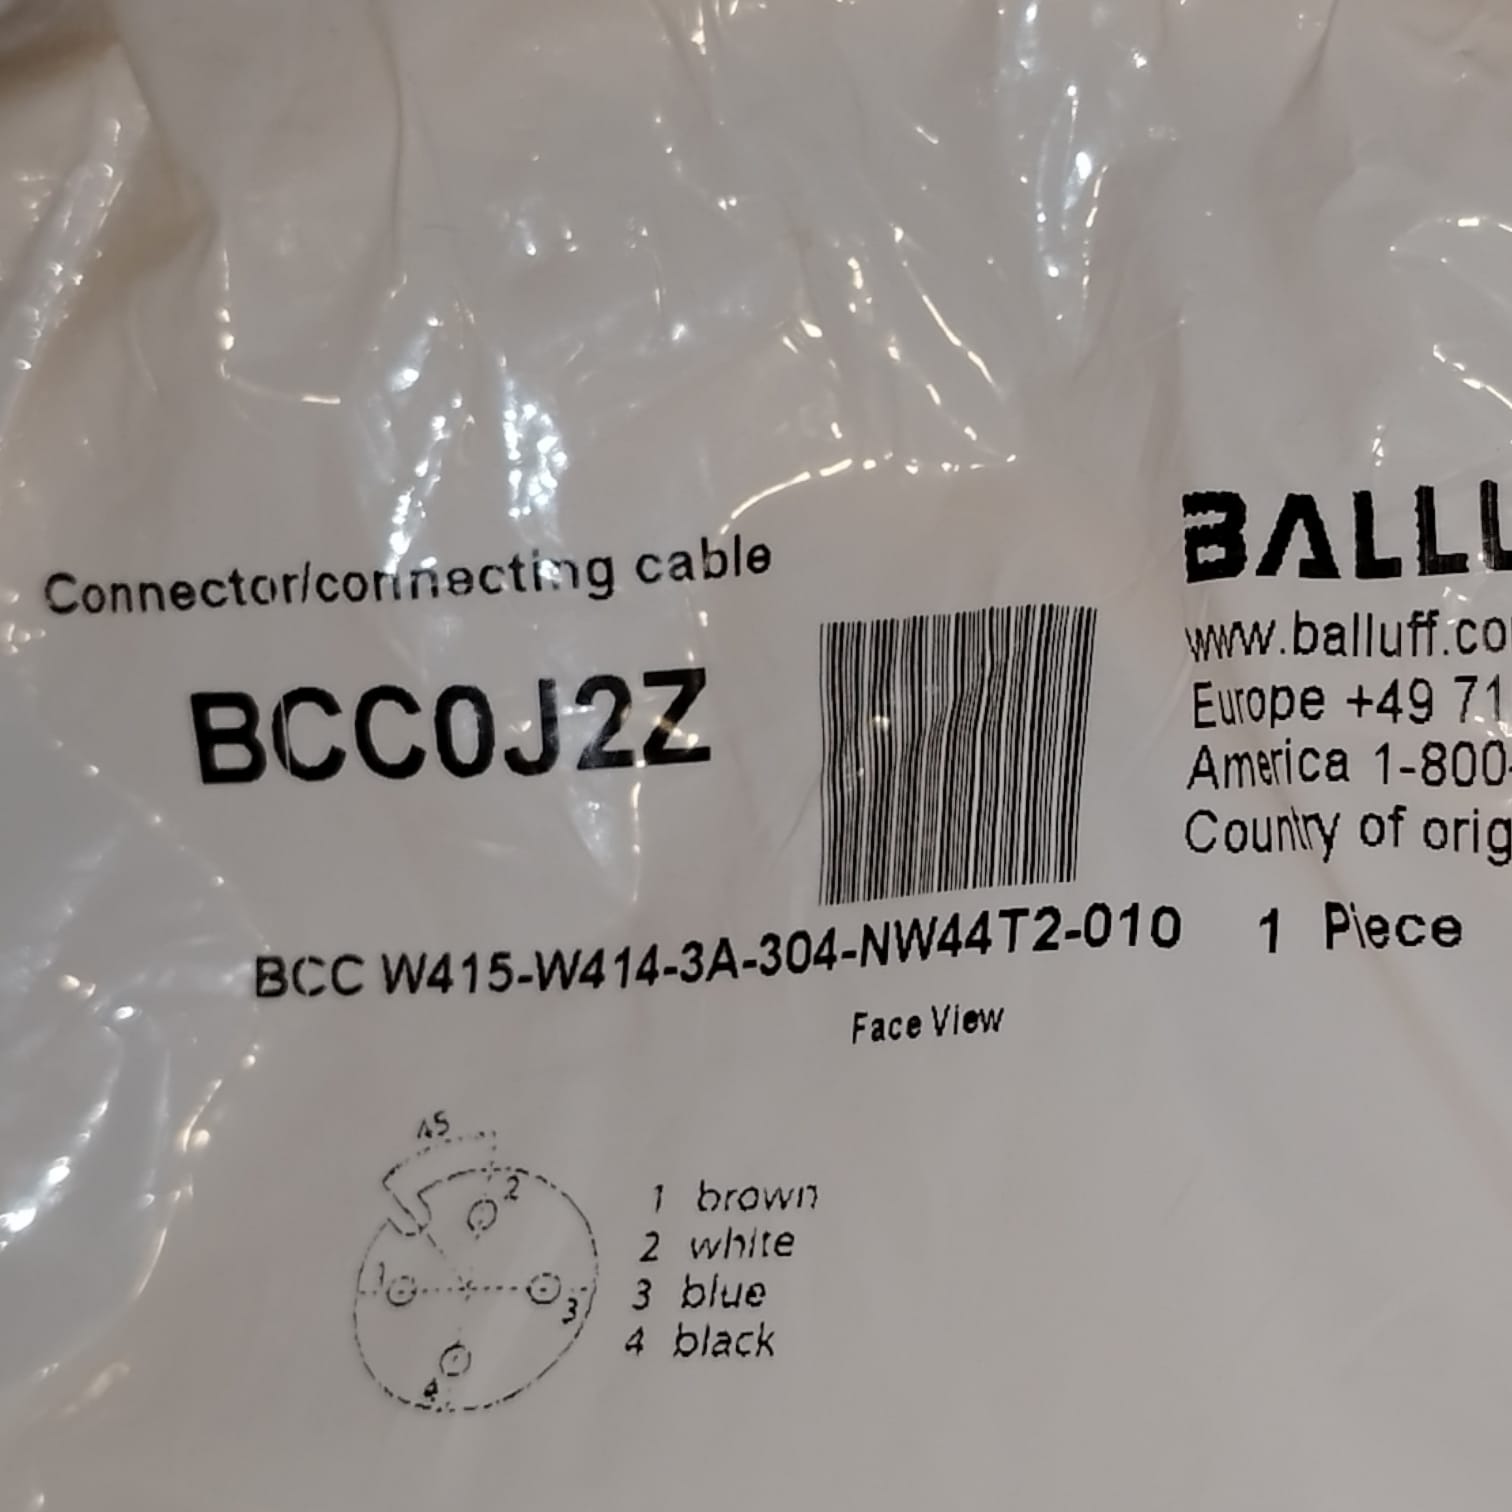 Connector/connecting cable
BCC0J2Z
BCC W415-W414-3A-304-NW44T2-010
1 Piece
BALLU
www.balluff.co
Europe +49 71
America 1-800-
Country of orig
Face View
45
2
1
3
4
1 brown
2 white
3 blue
4 black